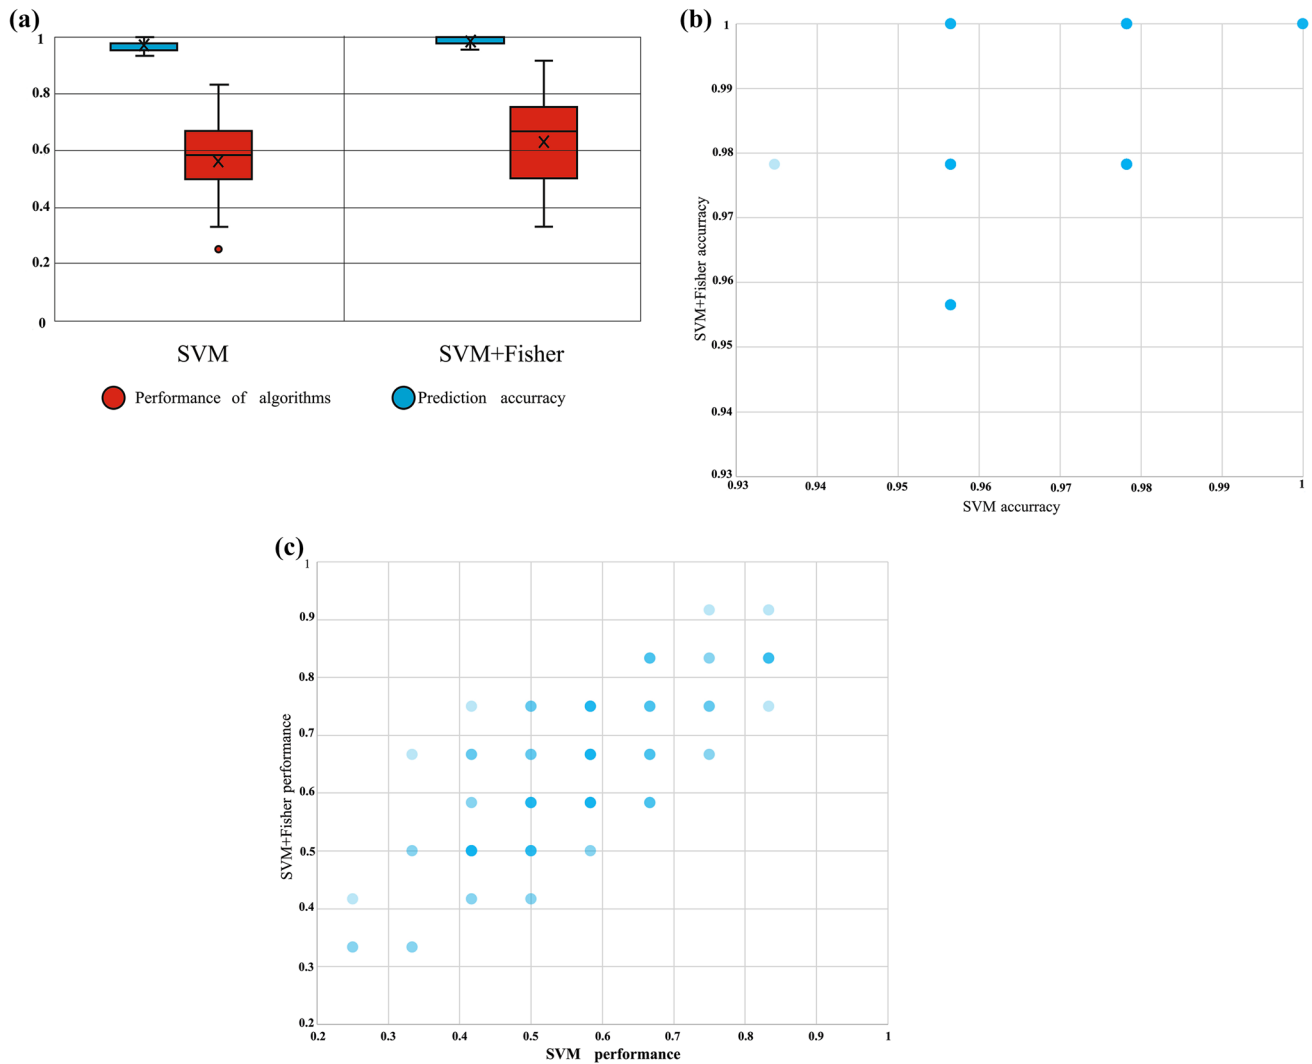 (a)
1
0.8
0.6
0.4
0.2
0
SVM
SVM+Fisher
Performance of algorithms
Prediction accurracy
(b)
1
0.99
0.98
0.97
0.96
0.95
0.94
0.93
SVM+Fisher accurracy
0.93 0.94 0.95 0.96 0.97 0.98 0.99 1
SVM accurracy
(c)
1
0.9
0.8
0.7
0.6
0.5
0.4
0.3
0.2
SVM+Fisher performance
0.2 0.3 0.4 0.5 0.6 0.7 0.8 0.9 1
SVM performance